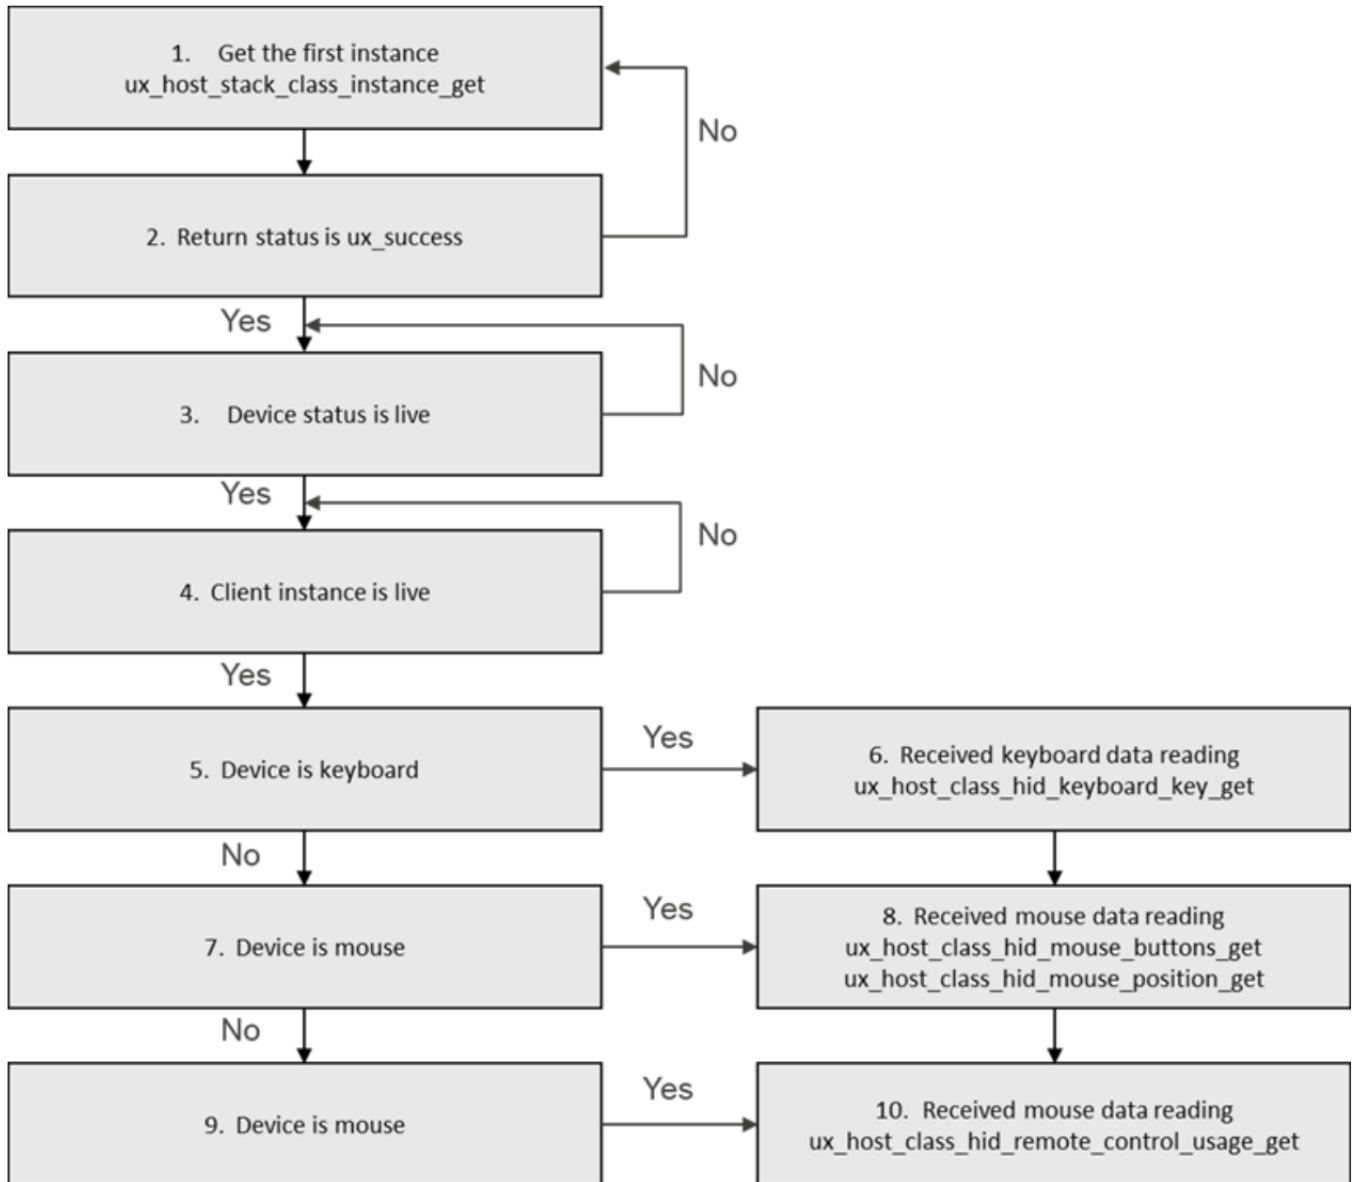 1. Get the first instance
ux_host_stack_class_instance_get
No
2. Return status is ux_success
Yes
No
3. Device status is live
Yes
No
4. Client instance is live
Yes
5. Device is keyboard
Yes
6. Received keyboard data reading
ux_host_class_hid_keyboard_key_get
No
7. Device is mouse
Yes
8. Received mouse data reading
ux_host_class_hid_mouse_buttons_get
ux_host_class_hid_mouse_position_get
No
9. Device is mouse
Yes
10. Received mouse data reading
ux_host_class_hid_remote_control_usage_get